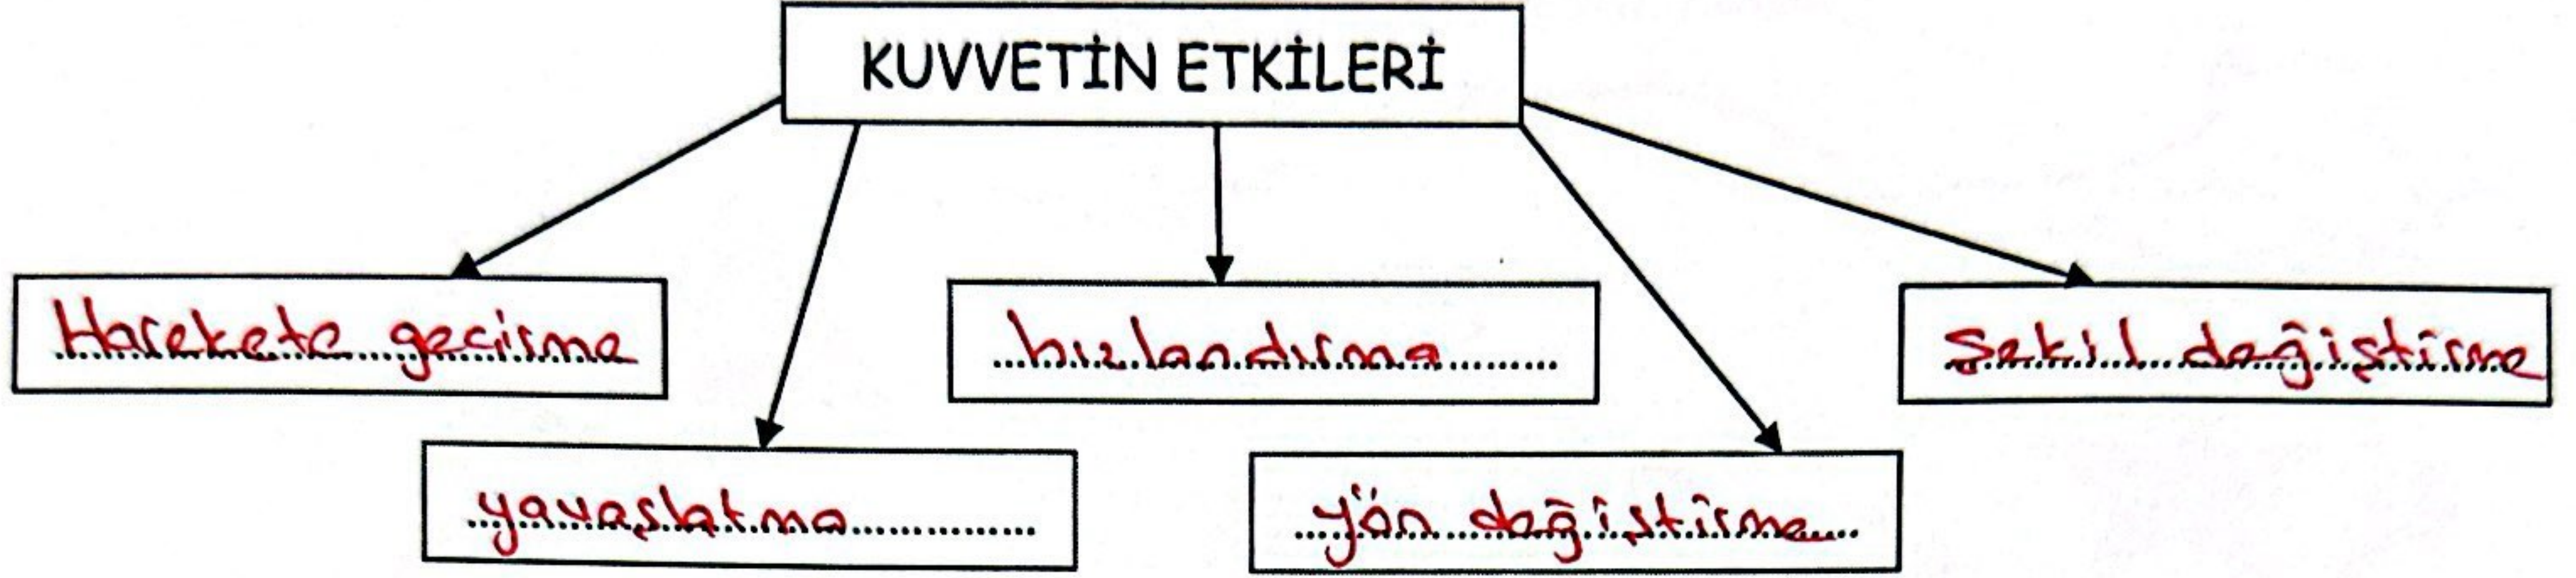 KUVVETİN ETKİLERİ
Harekete geçirme
hızlandırma
Şekil değiştirme
yavaşlatma
yön değiştirme